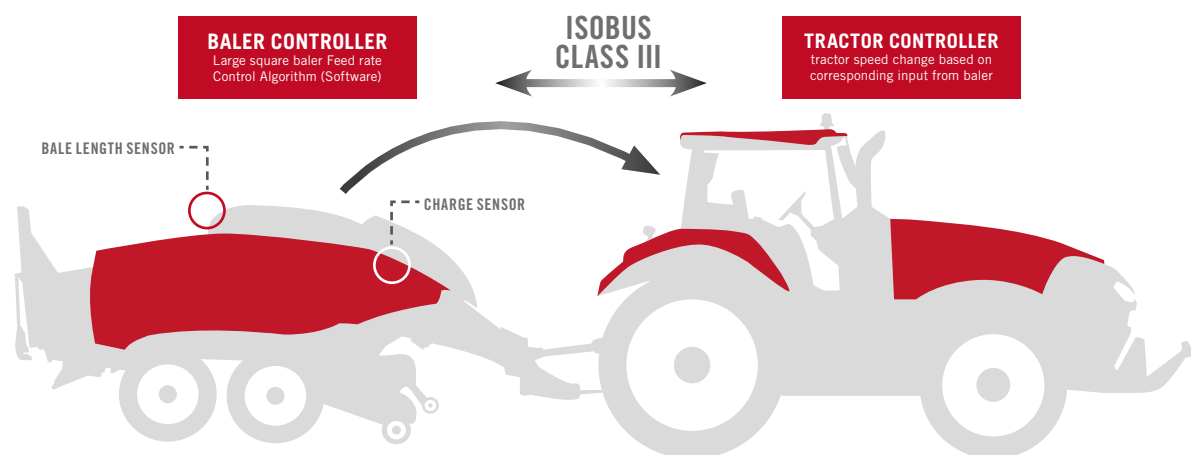 BALER CONTROLLER
Large square baler Feed rate
Control Algorithm (Software)
ISOBUS
CLASS III
TRACTOR CONTROLLER
tractor speed change based on
corresponding input from baler
BALE LENGTH SENSOR
CHARGE SENSOR